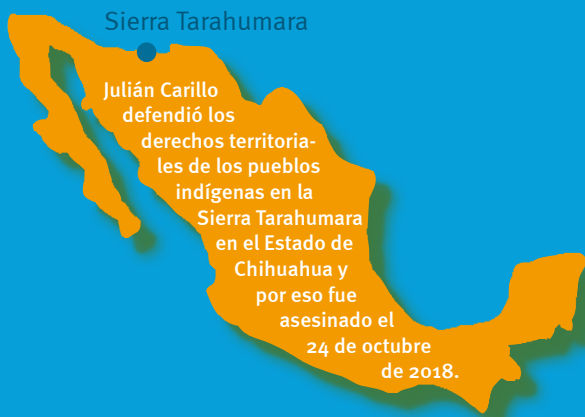 Sierra Tarahumara
Julián Carillo
defendió los
derechos territoria-
les de los pueblos
indígenas en la
Sierra Tarahumara
en el Estado de
Chihuahua y
por eso fue
asesinado el
24 de octubre
de 2018.